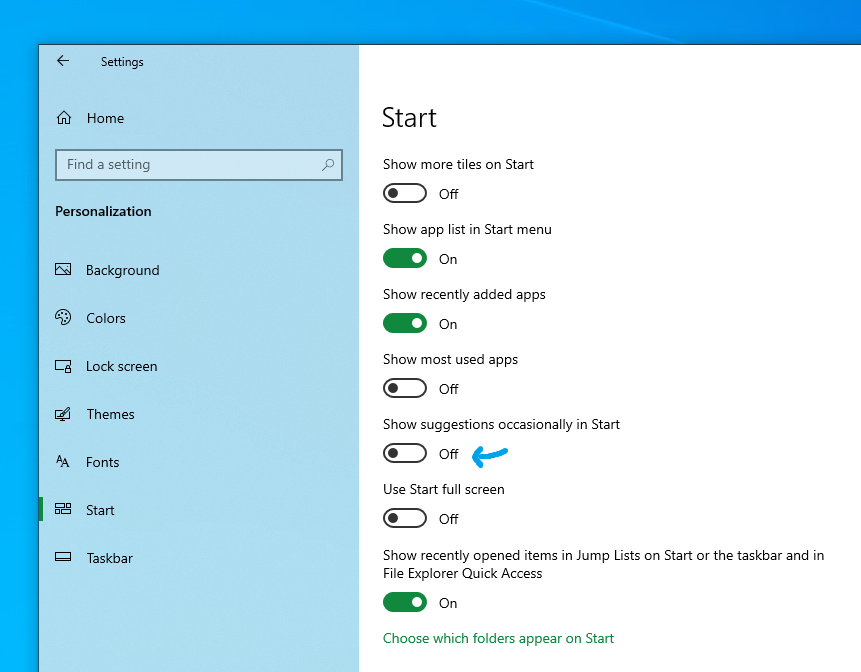 Settings
Home
Find a setting
Personalization
Background
Colors
Lock screen
Themes
Fonts
Start
Taskbar
Start
Show more tiles on Start
Off
Show app list in Start menu
On
Show recently added apps
On
Show most used apps
Off
Show suggestions occasionally in Start
Off
Use Start full screen
Off
Show recently opened items in Jump Lists on Start or the taskbar and in
File Explorer Quick Access
On
Choose which folders appear on Start